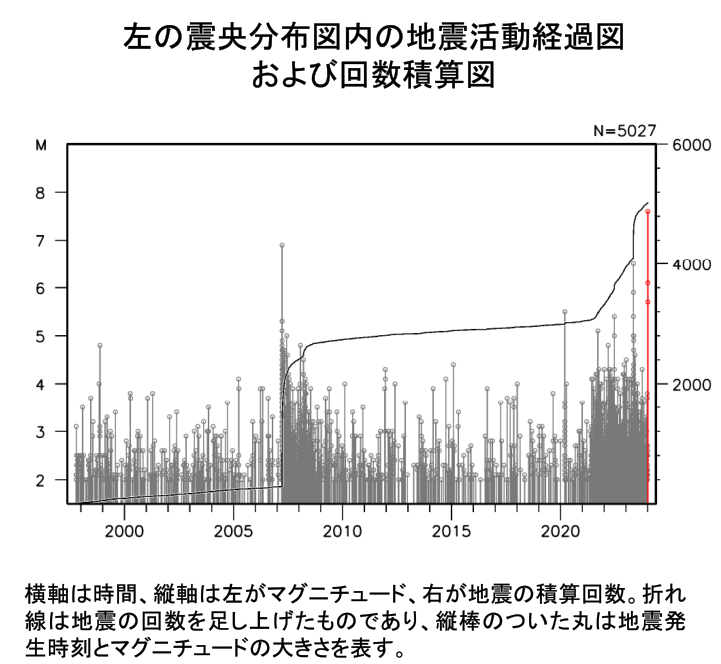 左の震央分布図内の地震活動経過図
および回数積算図
N=5027
M
6000
8
7
4000
6
5
4
2000
3
2
2000
2005
2010
2015
2020
横軸は時間、縦軸は左がマグニチュード、右が地震の積算回数。折れ
線は地震の回数を足し上げたものであり、縦棒のついた丸は地震発
生時刻とマグニチュードの大きさを表す。